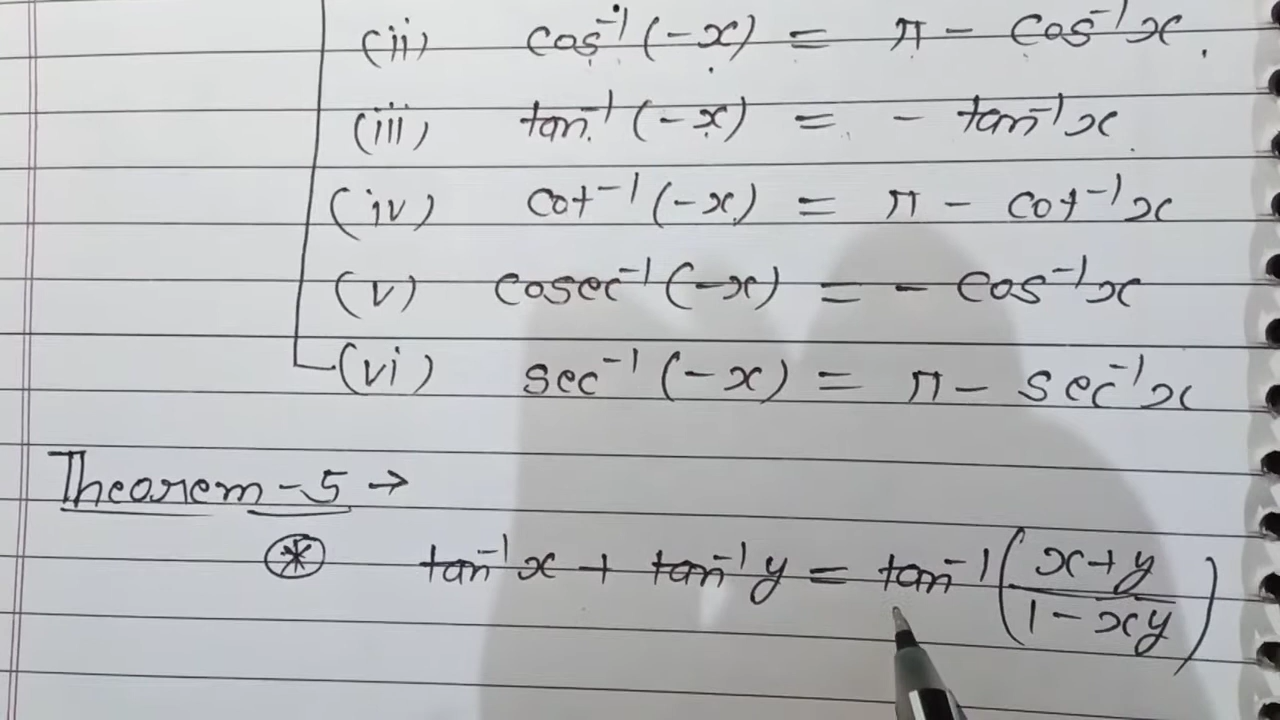 (ii) cos⁻¹(-x) = π - cos⁻¹x.
(iii) tan⁻¹(-x) = - tan⁻¹x
(iv) cot⁻¹(-x) = π - cot⁻¹x
(v) cosec⁻¹(-x) = - cos⁻¹x
(vi) sec⁻¹(-x) = π - sec⁻¹x
Theorem-5 →
⊛ tan⁻¹x + tan⁻¹y = tan⁻¹((x+y)/(1-xy))